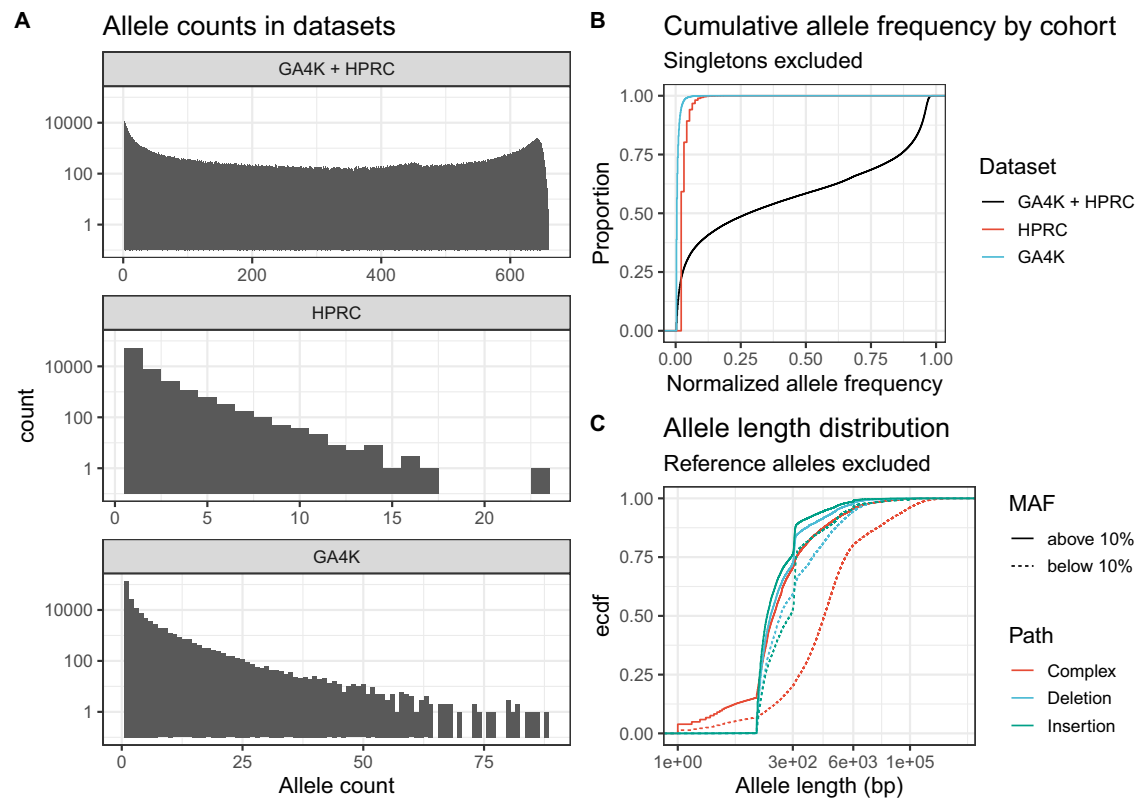 A
Allele counts in datasets
GA4K + HPRC
10000
100
1
0
200
400
600
HPRC
10000
100
1
0
5
10
15
20
GA4K
10000
100
1
0
25
50
75
count
Allele count
B
Cumulative allele frequency by cohort
Singletons excluded
1.00
0.75
0.50
0.25
0.00
0.00
0.25
0.50
0.75
1.00
Proportion
Normalized allele frequency
Dataset
GA4K + HPRC
HPRC
GA4K
C
Allele length distribution
Reference alleles excluded
1.00
0.75
0.50
0.25
0.00
1e+00
3e+02
6e+03
1e+05
ecdf
Allele length (bp)
MAF
above 10%
below 10%
Path
Complex
Deletion
Insertion